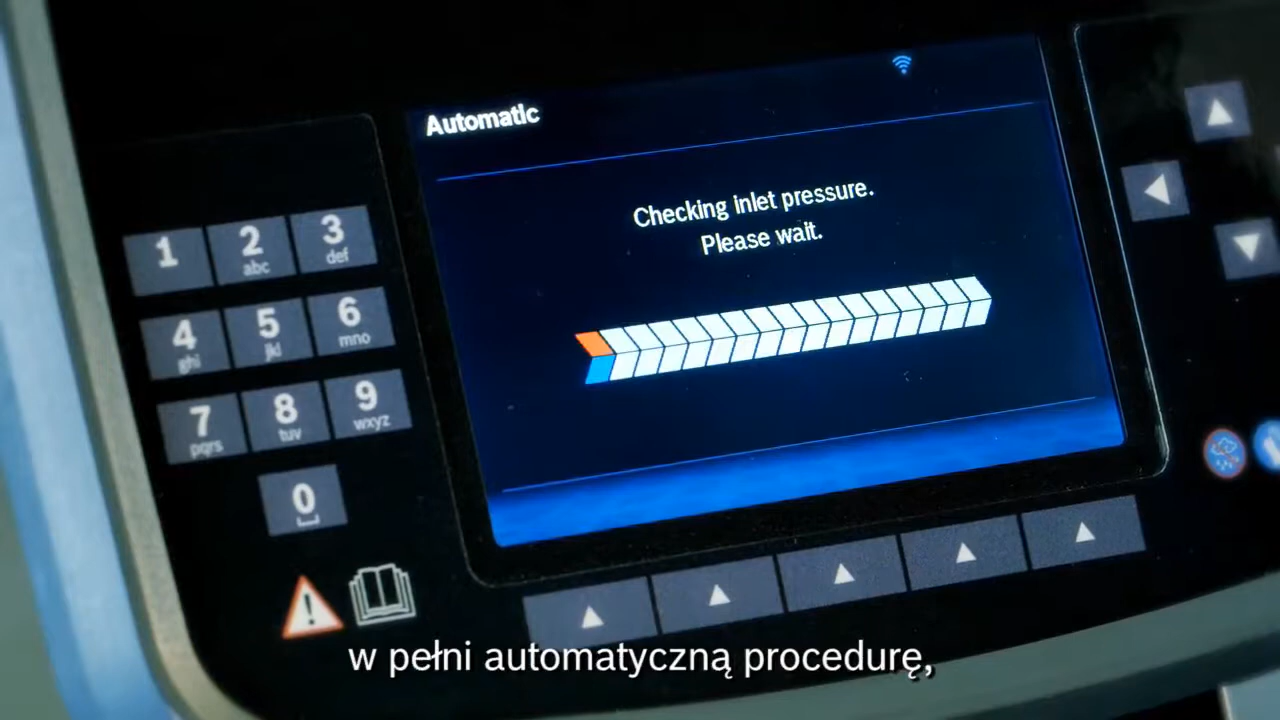 Automatic
Checking inlet pressure.
Please wait.
1
2
abc
3
def
4
ghi
5
jkl
6
mno
7
pqrs
8
tuv
9
wxyz
0
w pełni automatyczną procedurę,